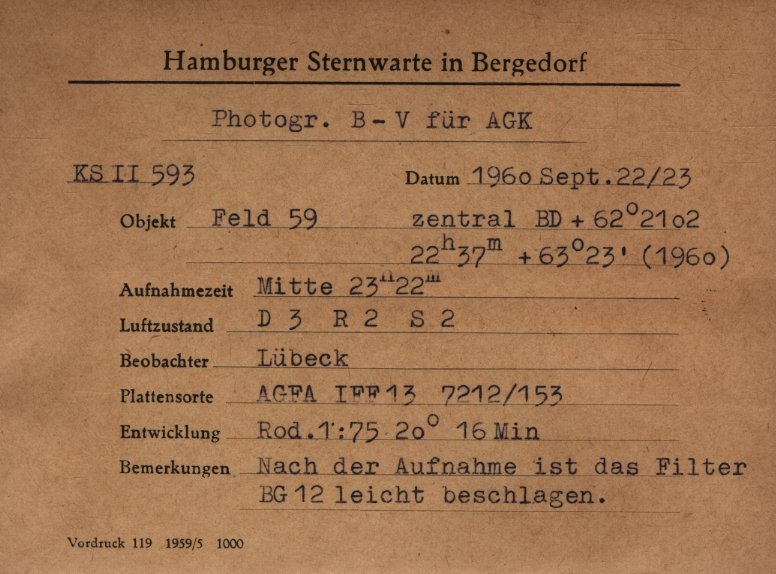 Hamburger Sternwarte in Bergedorf
Photogr. B-V für AGK
KS II 593 Datum 1960 Sept.22/23
Objekt Feld 59 zentral BD + 62°2102
22h37m +63°23' (1960)
Aufnahmezeit Mitte 23h22m
Luftzustand D 3 R 2 S 2
Beobachter Lübeck
Plattensorte AGFA IFF13 7212/153
Entwicklung Rod.1:75 20° 16 Min
Bemerkungen Nach der Aufnahme ist das Filter
BG 12 leicht beschlagen.
Vordruck 119 1959/5 1000